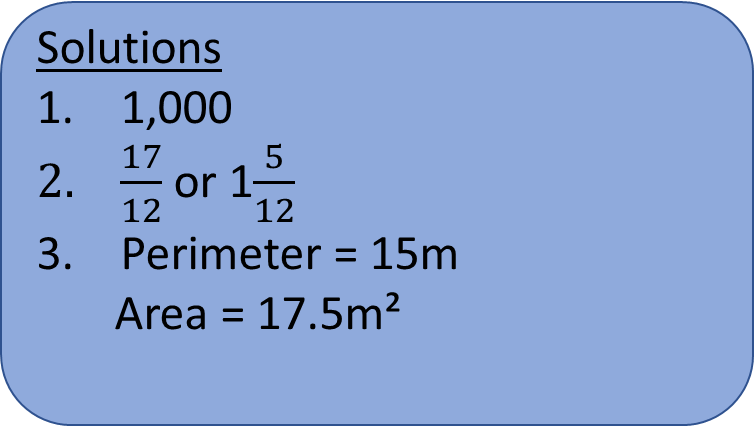 Solutions
1. 1,000
2. 17/12 or 1 5/12
3. Perimeter = 15m
Area = 17.5m²